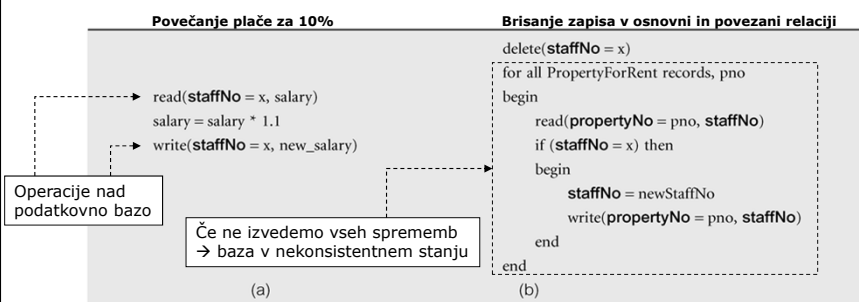 Povečanje plače za 10%
Brisanje zapisa v osnovni in povezani relaciji
read(staffNo = x, salary)
salary = salary * 1.1
write(staffNo = x, new_salary)
Operacije nad
podatkovno bazo
(a)
delete(staffNo = x)
for all PropertyForRent records, pno
begin
read(propertyNo = pno, staffNo)
if (staffNo = x) then
begin
staffNo = newStaffNo
write(propertyNo = pno, staffNo)
end
end
Če ne izvedemo vseh sprememb
→ baza v nekonsistentnem stanju
(b)